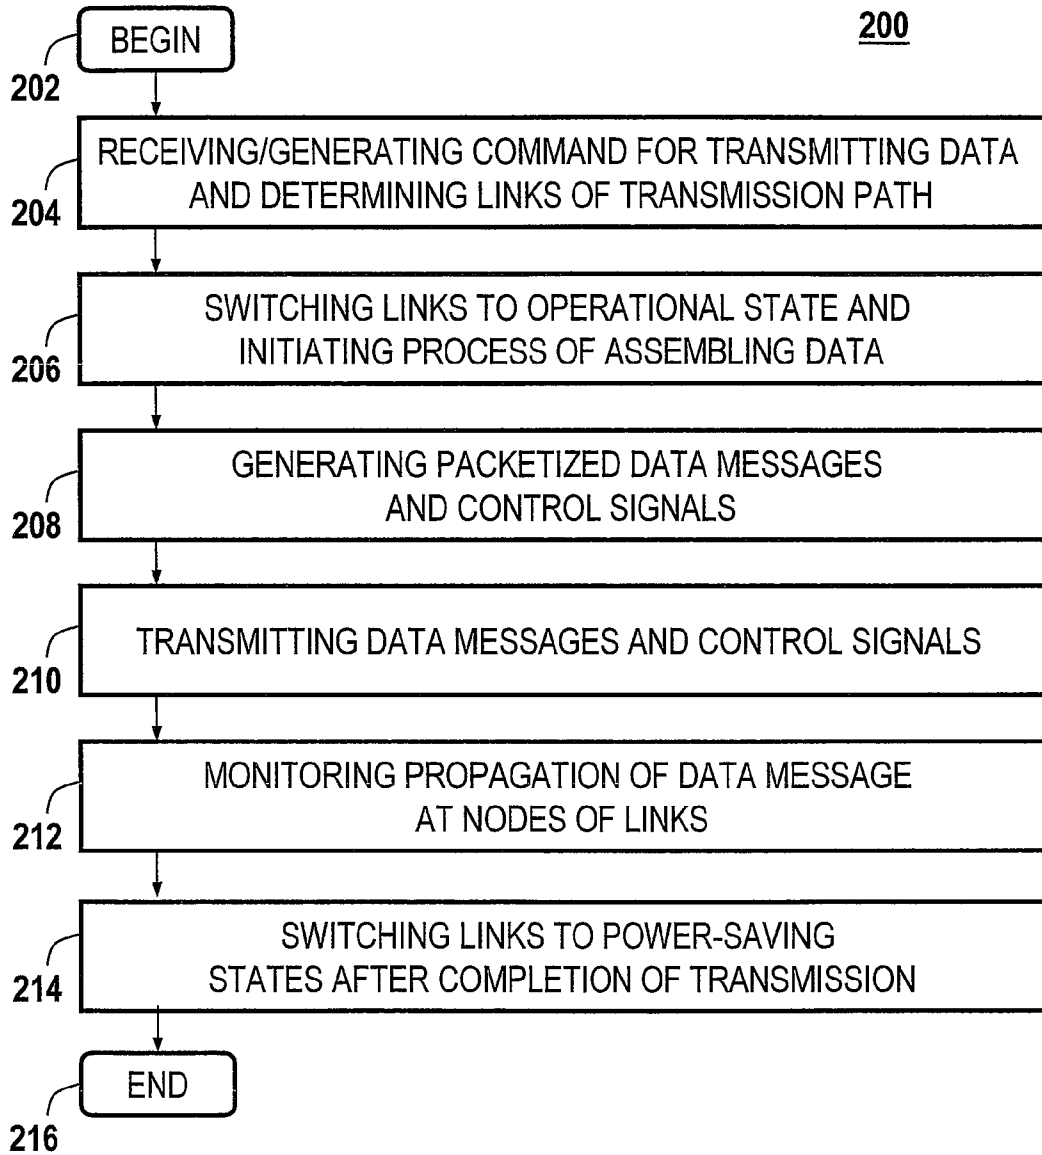 200
BEGIN
202
RECEIVING/GENERATING COMMAND FOR TRANSMITTING DATA
AND DETERMINING LINKS OF TRANSMISSION PATH
204
SWITCHING LINKS TO OPERATIONAL STATE AND
INITIATING PROCESS OF ASSEMBLING DATA
206
GENERATING PACKETIZED DATA MESSAGES
AND CONTROL SIGNALS
208
TRANSMITTING DATA MESSAGES AND CONTROL SIGNALS
210
MONITORING PROPAGATION OF DATA MESSAGE
AT NODES OF LINKS
212
SWITCHING LINKS TO POWER-SAVING
STATES AFTER COMPLETION OF TRANSMISSION
214
END
216